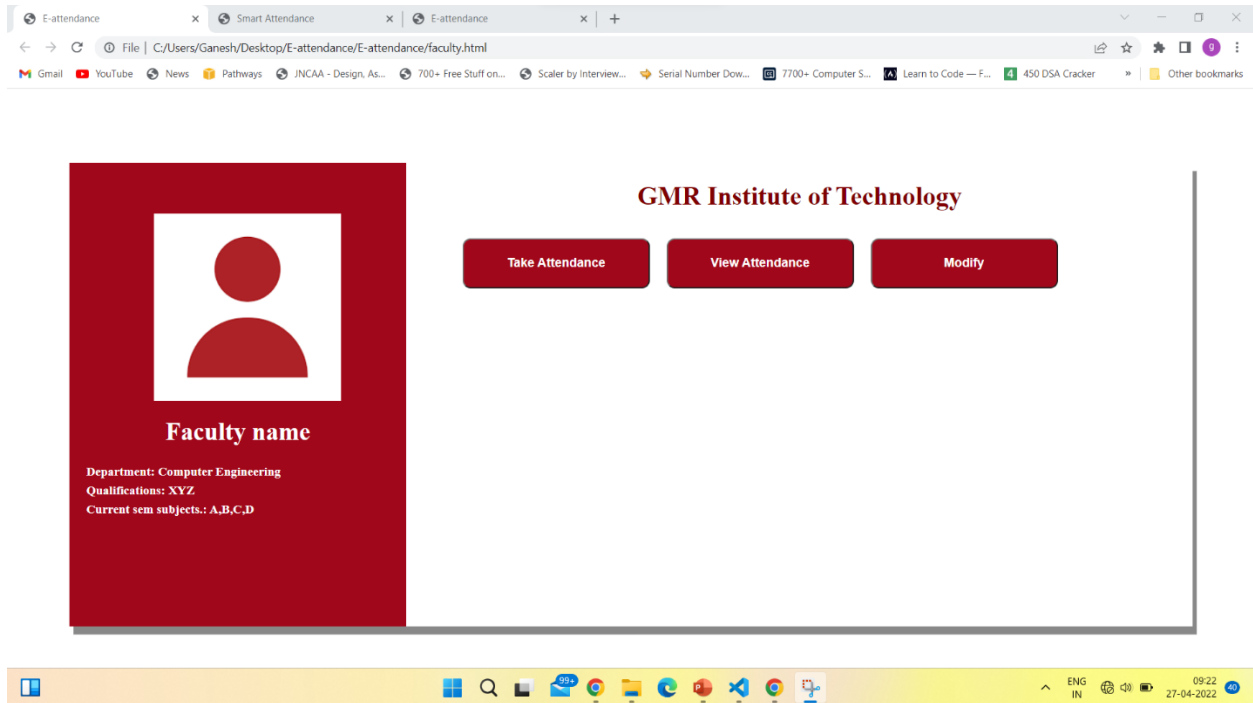 E-attendance
Smart Attendance
E-attendance
File | C:/Users/Ganesh/Desktop/E-attendance/E-attendance/faculty.html
g
Gmail YouTube News Pathways JNCAA - Design, As... 700+ Free Stuff on... Scaler by Interview... Serial Number Dow... 7700+ Computer S... Learn to Code — F... 4 450 DSA Cracker » Other bookmarks
GMR Institute of Technology
Take Attendance View Attendance Modify
Faculty name
Department: Computer Engineering
Qualifications: XYZ
Current sem subjects.: A,B,C,D
99+
ENG
IN
09:22
27-04-2022
40